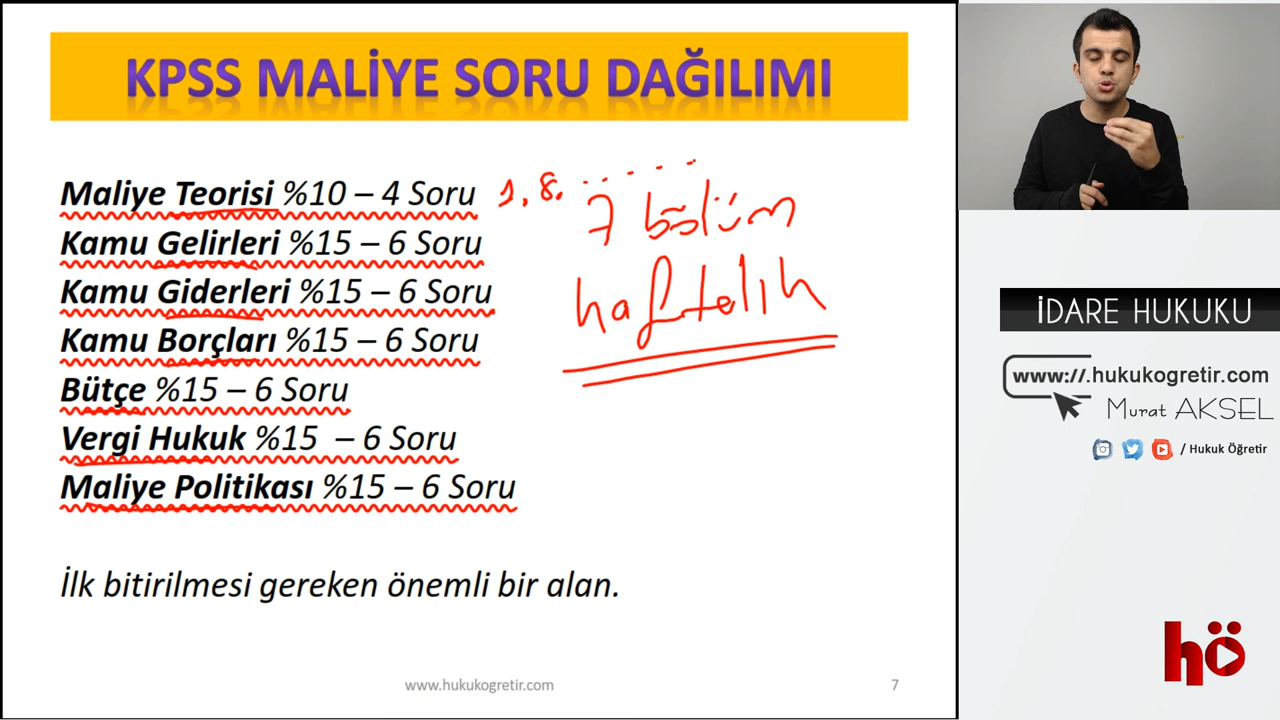 KPSS MALİYE SORU DAĞILIMI
Maliye Teorisi %10 – 4 Soru
1. 8. .....
7 bölüm
Kamu Gelirleri %15 – 6 Soru
Kamu Giderleri %15 – 6 Soru
haftalık
Kamu Borçları %15 – 6 Soru
Bütçe %15 – 6 Soru
Vergi Hukuk %15 – 6 Soru
Maliye Politikası %15 – 6 Soru
İlk bitirilmesi gereken önemli bir alan.
www.hukukogretir.com
7
İDARE HUKUKU
www://.hukukogretir.com
Murat AKSEL
/ Hukuk Öğretir
hö